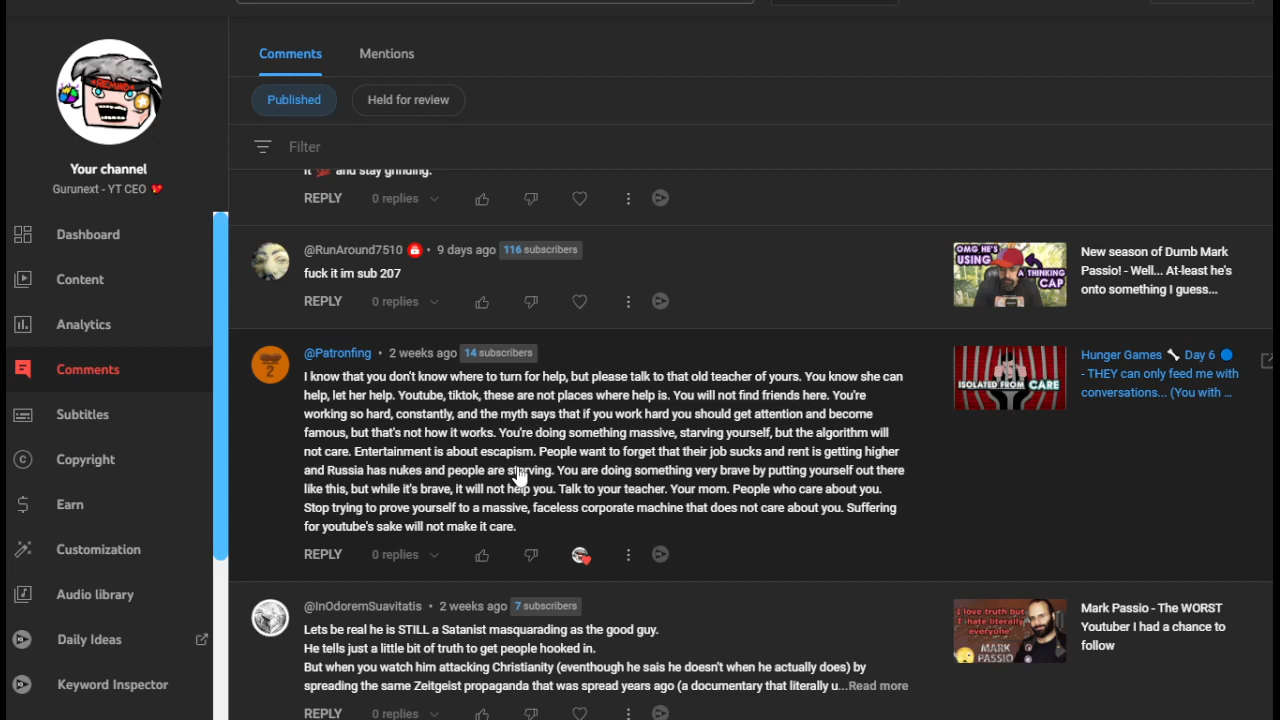 Comments
Mentions
Published
Held for review
Filter
REMIND
Your channel
Gurunext - YT CEO
Dashboard
Content
Analytics
Comments
Subtitles
Copyright
Earn
Customization
Audio library
Daily Ideas
Keyword Inspector
it 💯 and stay grinding.
REPLY 0 replies
@RunAround7510 • 9 days ago 116 subscribers
fuck it im sub 207
REPLY 0 replies
OMG HE'S
USING
A THINKING
CAP
New season of Dumb Mark
Passio! - Well... At-least he's
onto something I guess...
@Patronfing • 2 weeks ago 14 subscribers
I know that you don't know where to turn for help, but please talk to that old teacher of yours. You know she can
help, let her help. Youtube, tiktok, these are not places where help is. You will not find friends here. You're
working so hard, constantly, and the myth says that if you work hard you should get attention and become
famous, but that's not how it works. You're doing something massive, starving yourself, but the algorithm will
not care. Entertainment is about escapism. People want to forget that their job sucks and rent is getting higher
and Russia has nukes and people are starving. You are doing something very brave by putting yourself out there
like this, but while it's brave, it will not help you. Talk to your teacher. Your mom. People who care about you.
Stop trying to prove yourself to a massive, faceless corporate machine that does not care about you. Suffering
for youtube's sake will not make it care.
REPLY 0 replies
2
ISOLATED FROM CARE
Hunger Games 🦴 Day 6 🔵
- THEY can only feed me with
conversations... (You with ...
@InOdoremSuavitatis • 2 weeks ago 7 subscribers
Lets be real he is STILL a Satanist masquarading as the good guy.
He tells just a little bit of truth to get people hooked in.
But when you watch him attacking Christianity (eventhough he sais he doesn't when he actually does) by
spreading the same Zeitgeist propaganda that was spread years ago (a documentary that literally u...Read more
REPLY 0 replies
I love truth but
I hate literally
everyone
MARK
PASSIO
Mark Passio - The WORST
Youtuber I had a chance to
follow